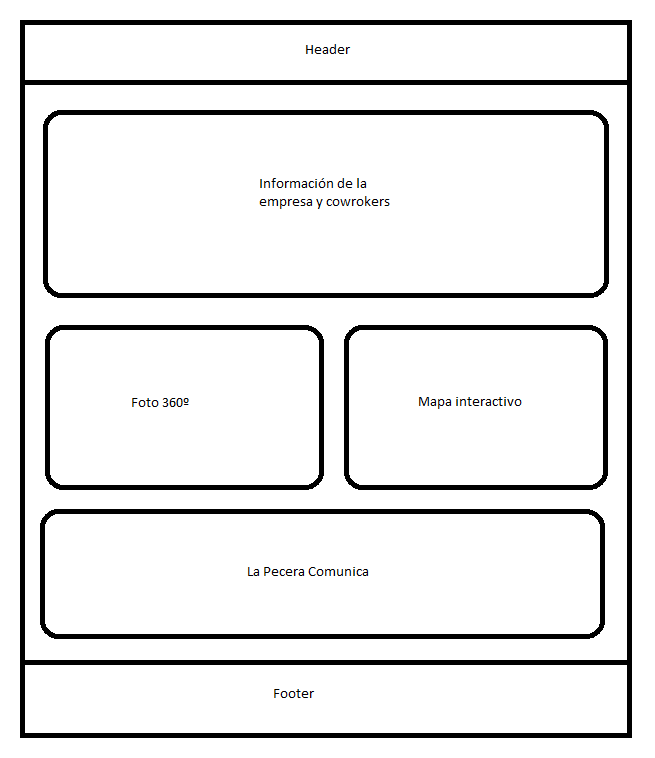 Header
Información de la
empresa y cowrokers
Foto 360º
Mapa interactivo
La Pecera Comunica
Footer